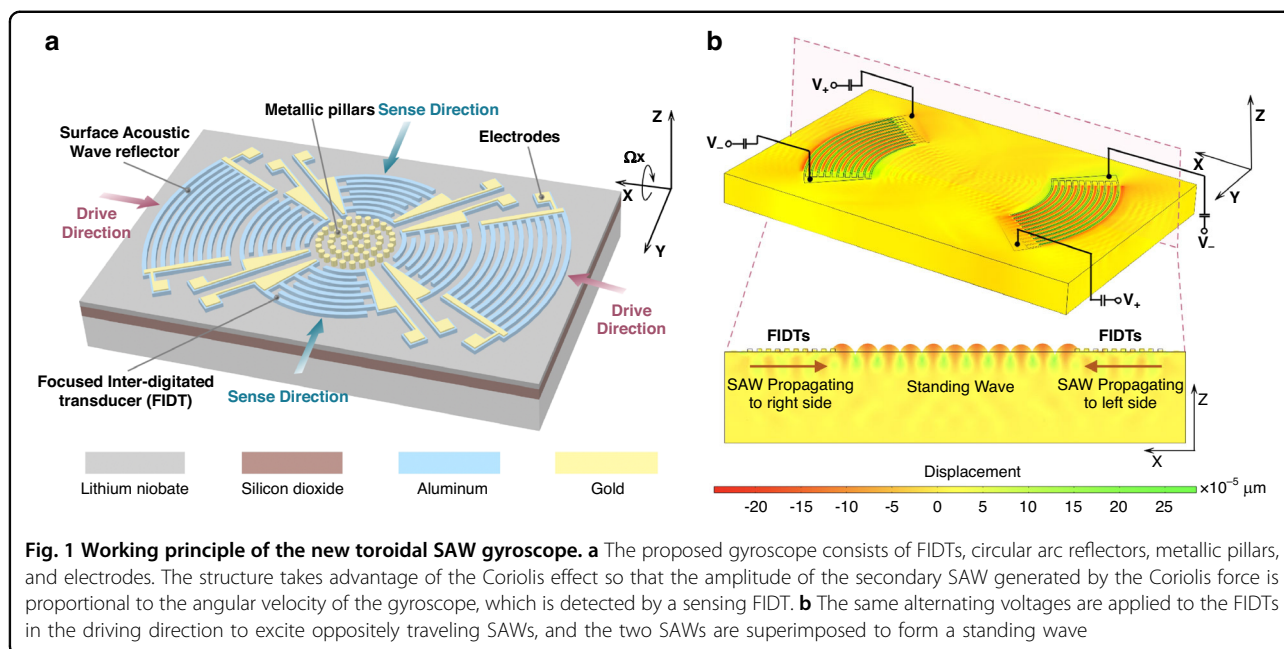 a
Metallic pillars Sense Direction
Surface Acoustic
Wave reflector
Electrodes
Z
Ωx
X
Y
Drive
Direction
Drive
Direction
Focused Inter-digitated
transducer (FIDT)
Sense Direction
Lithium niobate
Silicon dioxide
Aluminum
Gold
b
V+
V−
Z
X
Y
V−
V+
FIDTs
FIDTs
SAW Propagating
to right side
Standing Wave
SAW Propagating
to left side
Z
X
Displacement
×10⁻⁵ μm
-20 -15 -10 -5 0 5 10 15 20 25
Fig. 1 Working principle of the new toroidal SAW gyroscope. a The proposed gyroscope consists of FIDTs, circular arc reflectors, metallic pillars,
and electrodes. The structure takes advantage of the Coriolis effect so that the amplitude of the secondary SAW generated by the Coriolis force is
proportional to the angular velocity of the gyroscope, which is detected by a sensing FIDT. b The same alternating voltages are applied to the FIDTs
in the driving direction to excite oppositely traveling SAWs, and the two SAWs are superimposed to form a standing wave